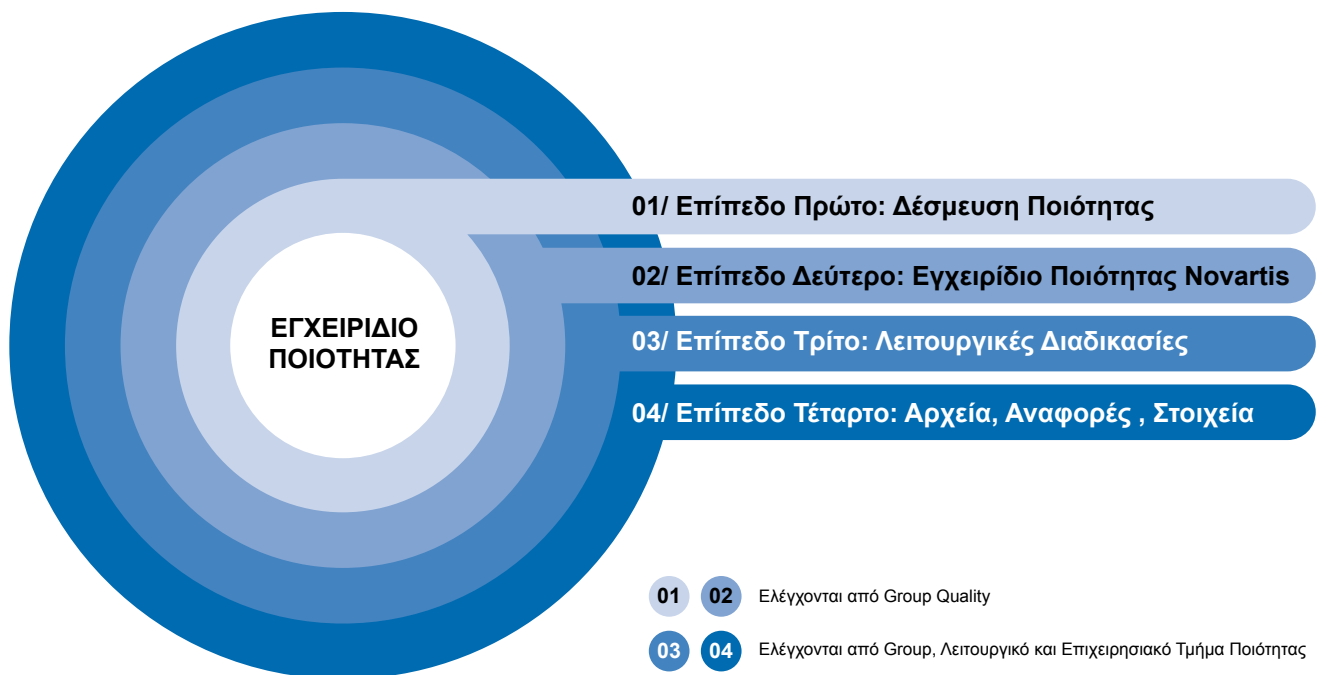 ΕΓΧΕΙΡΙΔΙΟ
ΠΟΙΟΤΗΤΑΣ
01/ Επίπεδο Πρώτο: Δέσμευση Ποιότητας
02/ Επίπεδο Δεύτερο: Εγχειρίδιο Ποιότητας Novartis
03/ Επίπεδο Τρίτο: Λειτουργικές Διαδικασίες
04/ Επίπεδο Τέταρτο: Αρχεία, Αναφορές , Στοιχεία
01 02 Ελέγχονται από Group Quality
03 04 Ελέγχονται από Group, Λειτουργικό και Επιχειρησιακό Τμήμα Ποιότητας